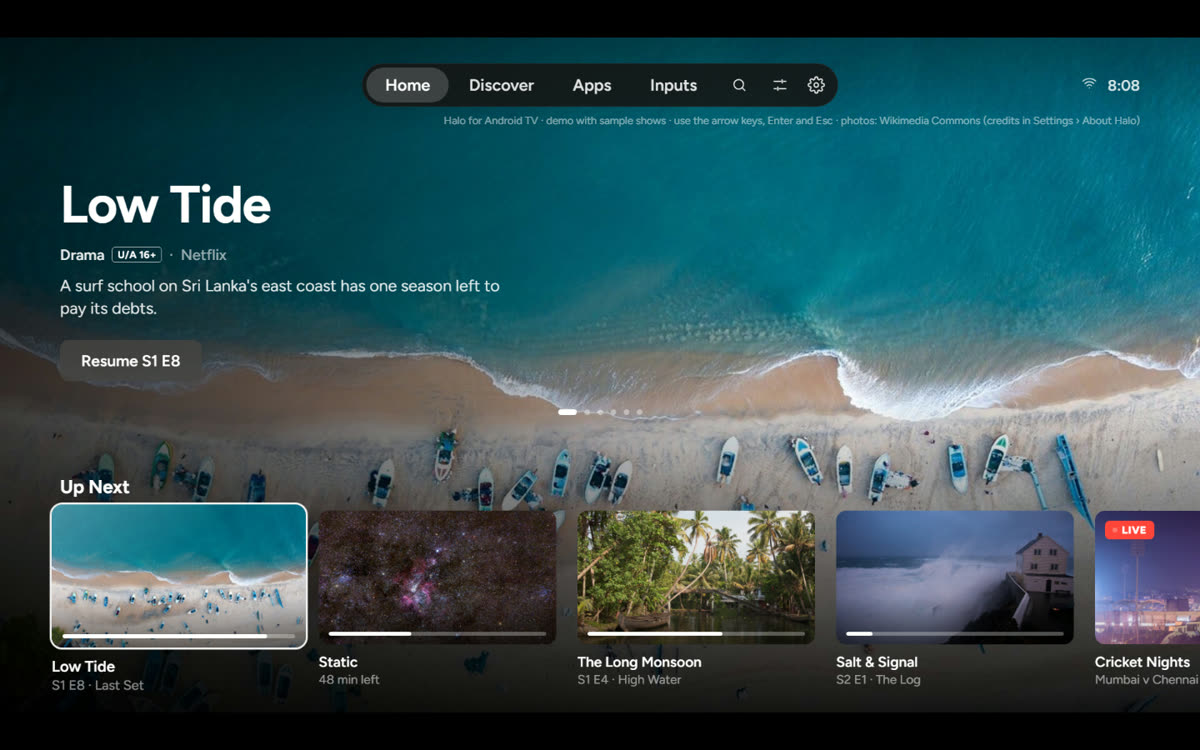 Home Discover Apps Inputs 8:08
Halo for Android TV · demo with sample shows · use the arrow keys, Enter and Esc · photos: Wikimedia Commons (credits in Settings › About Halo)
Low Tide
Drama U/A 16+ · Netflix
A surf school on Sri Lanka's east coast has one season left to
pay its debts.
Resume S1 E8
Up Next
LIVE
Low Tide
S1 E8 · Last Set
Static
48 min left
The Long Monsoon
S1 E4 · High Water
Salt & Signal
S2 E1 · The Log
Cricket Nights
Mumbai v Chennai